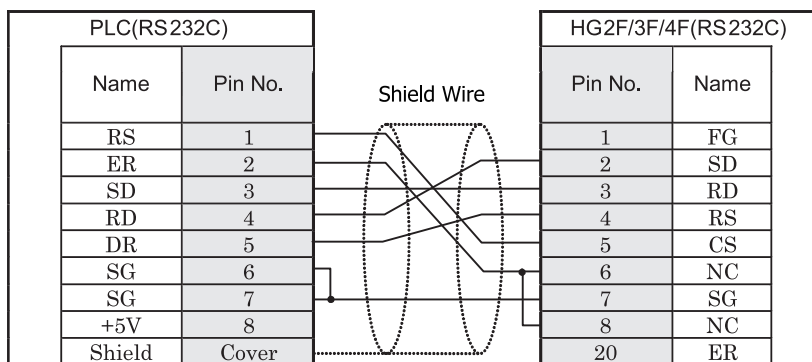 PLC(RS232C) HG2F/3F/4F(RS232C)
Name Pin No. Shield Wire Pin No. Name
RS 1 1 FG
ER 2 2 SD
SD 3 3 RD
RD 4 4 RS
DR 5 5 CS
SG 6 6 NC
SG 7 7 SG
+5V 8 8 NC
Shield Cover 20 ER